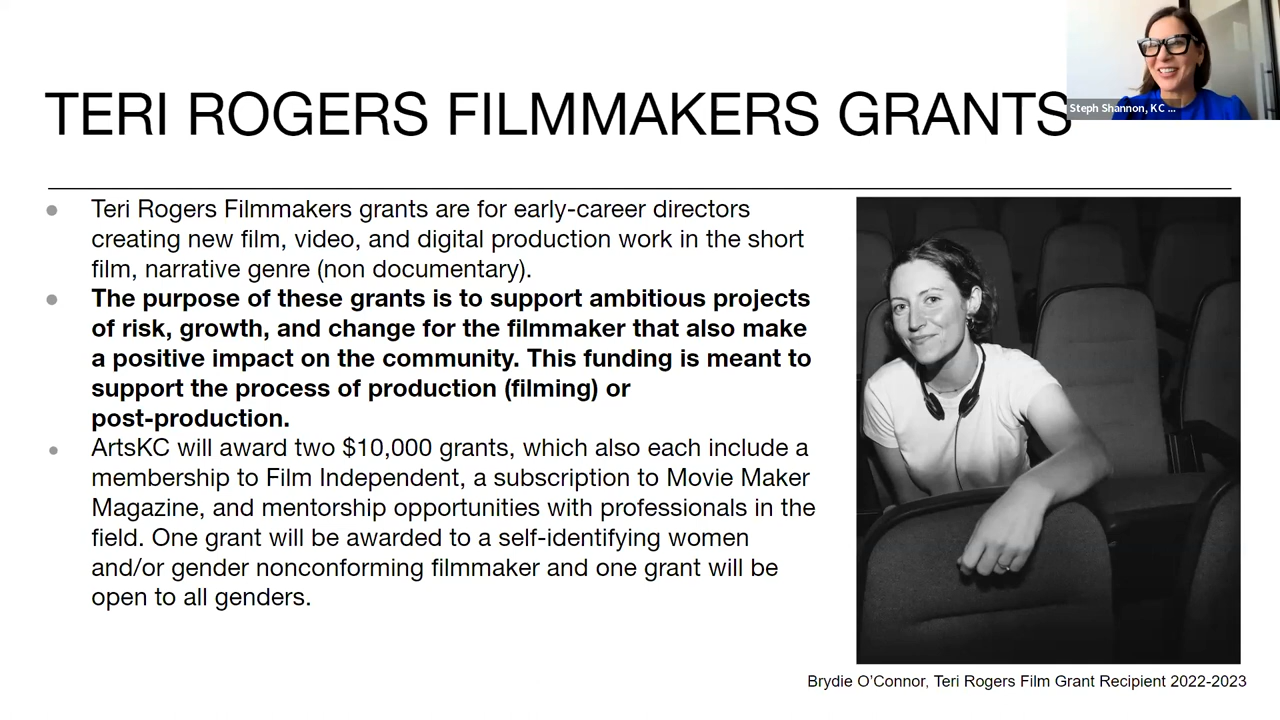 Steph Shannon, KC ...
TERI ROGERS FILMMAKERS GRANTS
Teri Rogers Filmmakers grants are for early-career directors
creating new film, video, and digital production work in the short
film, narrative genre (non documentary).
The purpose of these grants is to support ambitious projects
of risk, growth, and change for the filmmaker that also make
a positive impact on the community. This funding is meant to
support the process of production (filming) or
post-production.
ArtsKC will award two $10,000 grants, which also each include a
membership to Film Independent, a subscription to Movie Maker
Magazine, and mentorship opportunities with professionals in the
field. One grant will be awarded to a self-identifying women
and/or gender nonconforming filmmaker and one grant will be
open to all genders.
Brydie O'Connor, Teri Rogers Film Grant Recipient 2022-2023